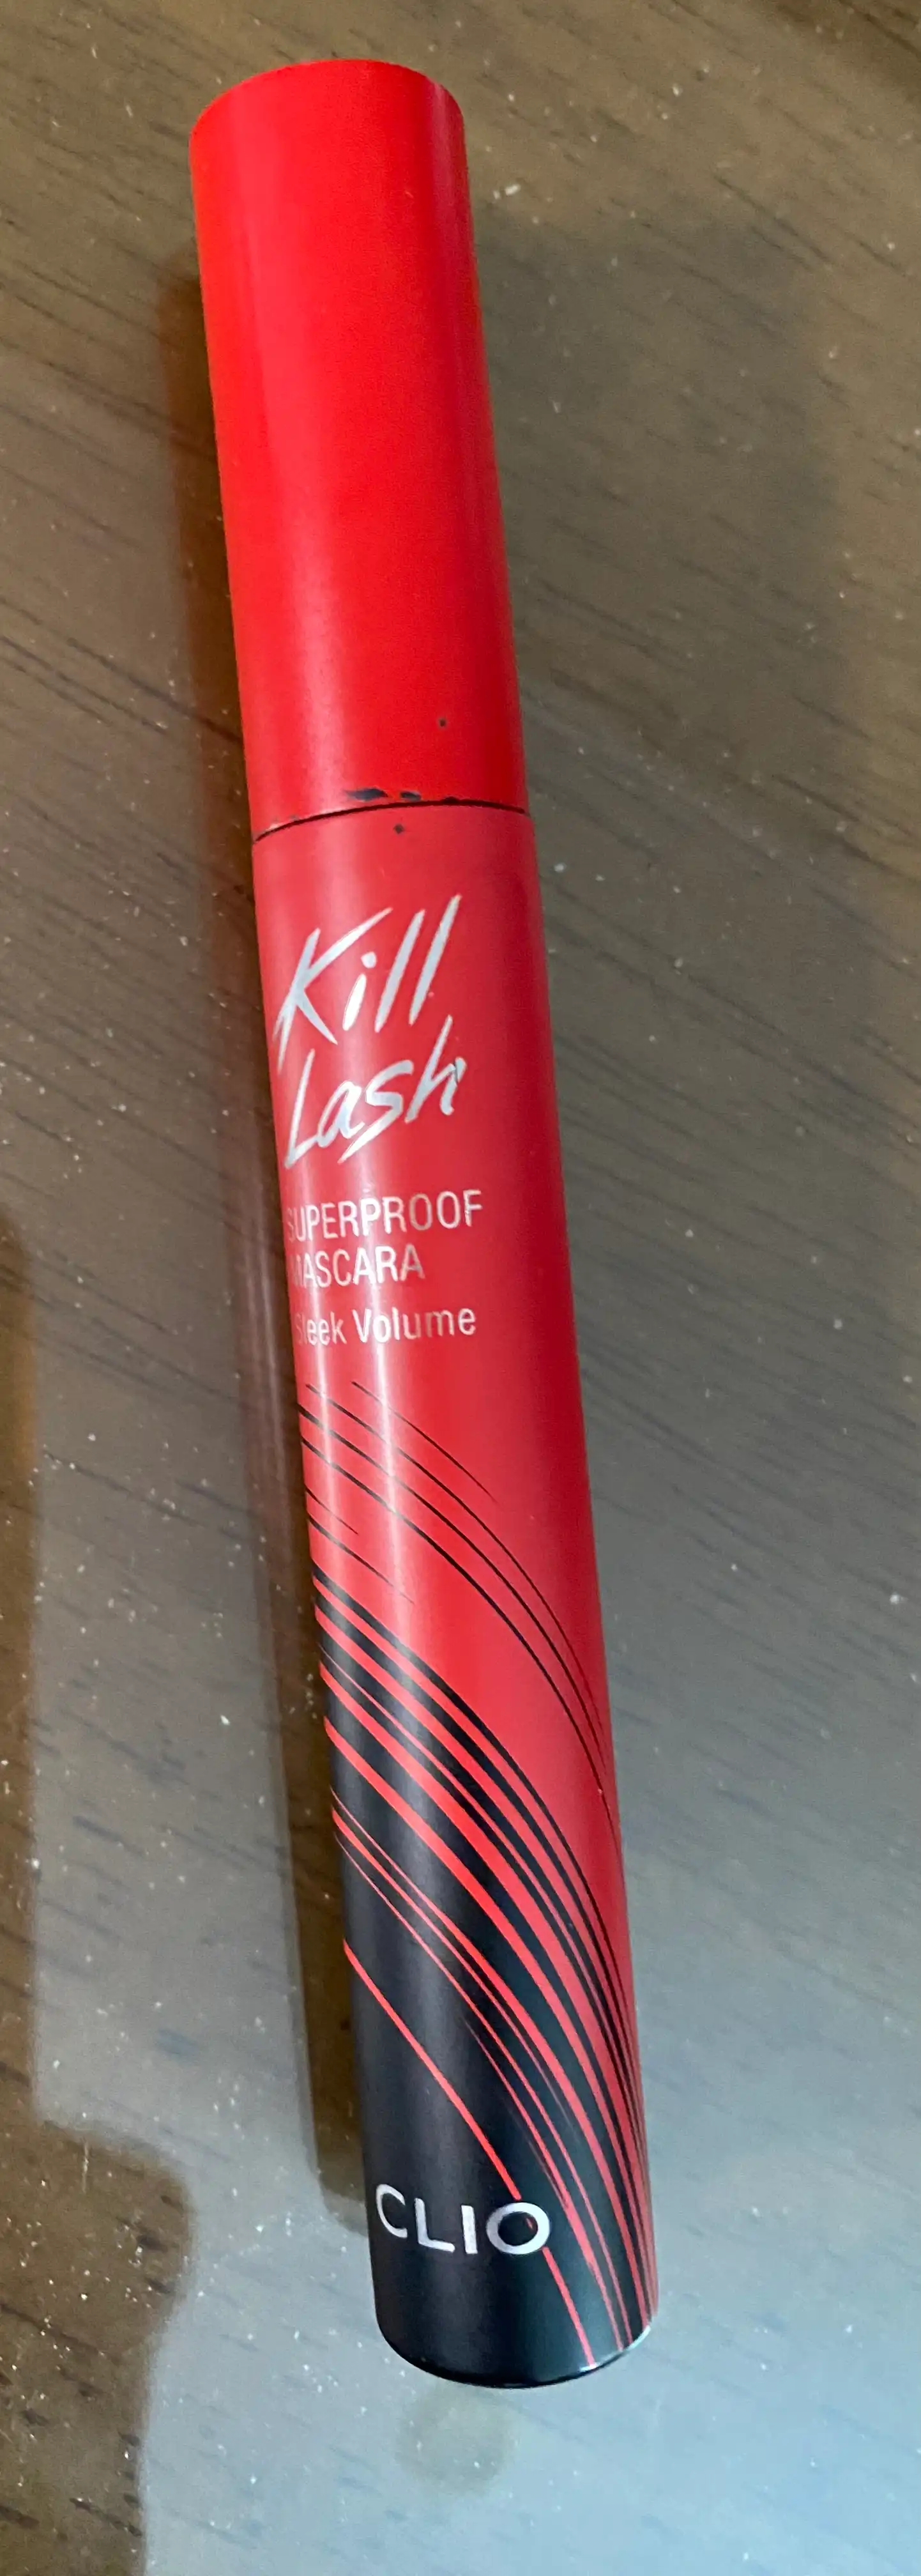 Kill
Lash
SUPERPROOF
MASCARA
Sleek Volume
CLIO